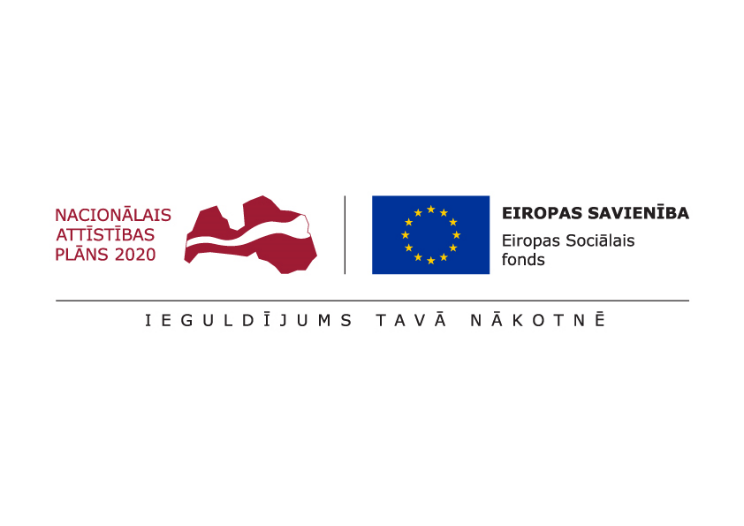 NACIONĀLAIS
ATTĪSTĪBAS
PLĀNS 2020
EIROPAS SAVIENĪBA
Eiropas Sociālais
fonds
IEGULDĪJUMS TAVĀ NĀKOTNĒ